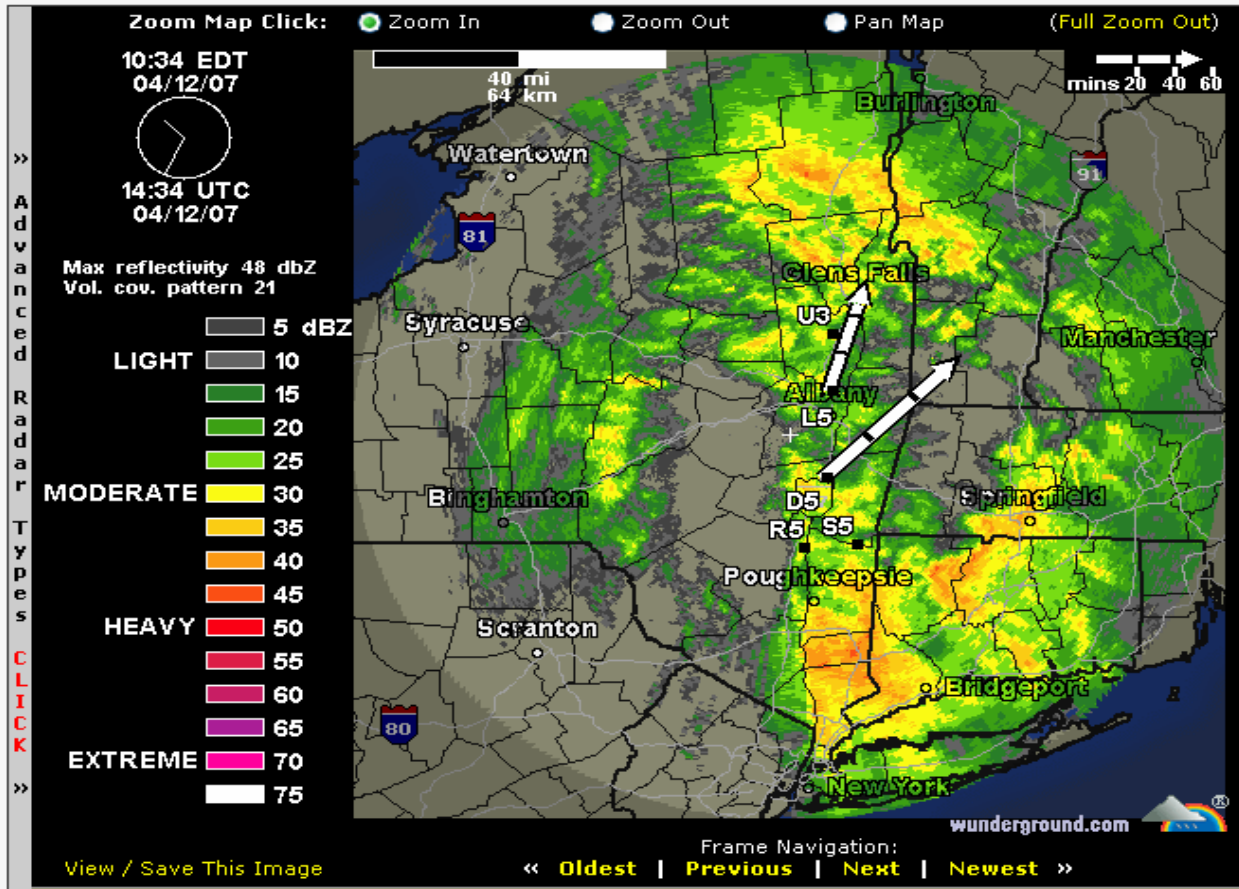 Zoom Map Click: Zoom In Zoom Out Pan Map (Full Zoom Out)
10:34 EDT
04/12/07
14:34 UTC
04/12/07
Max reflectivity 48 dbZ
Vol. cov. pattern 21
5 dBZ
LIGHT 10
15
20
25
MODERATE 30
35
40
45
HEAVY 50
55
60
65
EXTREME 70
75
» Advanced Radar Types CLICK »
40 mi
64 km
mins 20 40 60
Burlington
Watertown
91
81
Glens Falls
U3
Syracuse
Manchester
Albany
L5
Binghamton
D5
Springfield
R5 S5
Poughkeepsie
Scranton
Bridgeport
80
New York
®
wunderground.com
Frame Navigation:
View / Save This Image
« Oldest | Previous | Next | Newest »